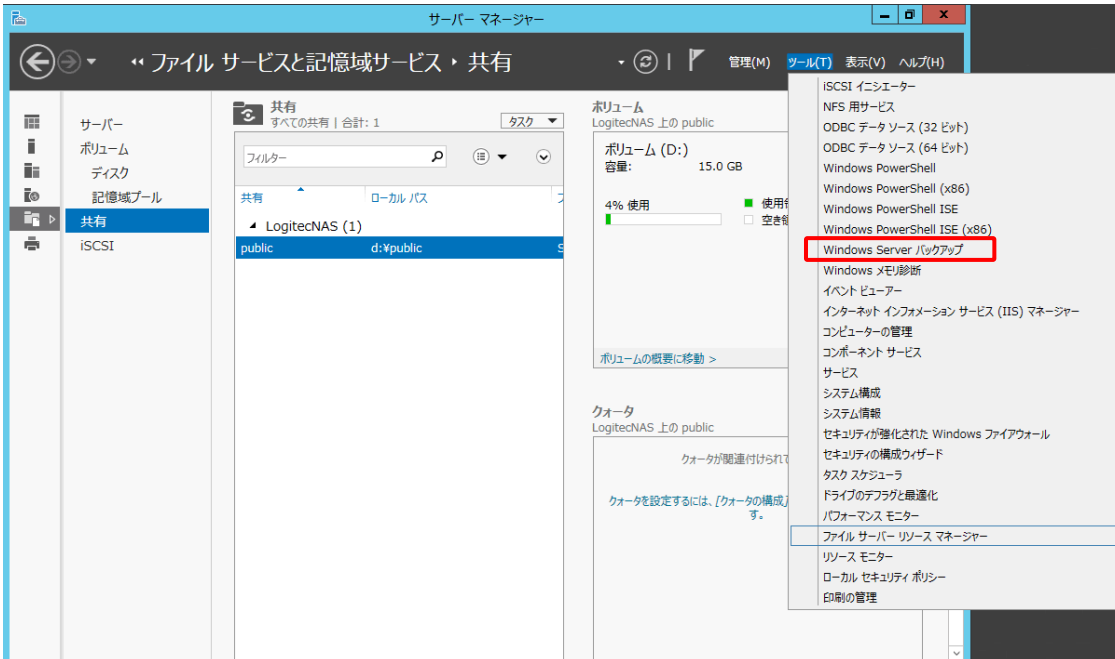 サーバー マネージャー
ファイル サービスと記憶域サービス ▸ 共有
管理(M) ツール(T) 表示(V) ヘルプ(H)
サーバー
ボリューム
ディスク
記憶域プール
共有
iSCSI
共有
すべての共有 | 合計: 1
タスク
フィルター
共有 ローカル パス
LogitecNAS (1)
public d:¥public S
ボリューム
LogitecNAS 上の public
ボリューム (D:)
容量: 15.0 GB
4% 使用
使用
空き
ボリュームの概要に移動 >
クォータ
LogitecNAS 上の public
クォータが関連付けられて
クォータを設定するには、[クォータの構成]
す。
iSCSI イニシエーター
NFS 用サービス
ODBC データ ソース (32 ビット)
ODBC データ ソース (64 ビット)
Windows PowerShell
Windows PowerShell (x86)
Windows PowerShell ISE
Windows PowerShell ISE (x86)
Windows Server バックアップ
Windows メモリ診断
イベント ビューアー
インターネット インフォメーション サービス (IIS) マネージャー
コンピューターの管理
コンポーネント サービス
サービス
システム構成
システム情報
セキュリティが強化された Windows ファイアウォール
セキュリティの構成ウィザード
タスク スケジューラ
ドライブのデフラグと最適化
パフォーマンス モニター
ファイル サーバー リソース マネージャー
リソース モニター
ローカル セキュリティ ポリシー
印刷の管理